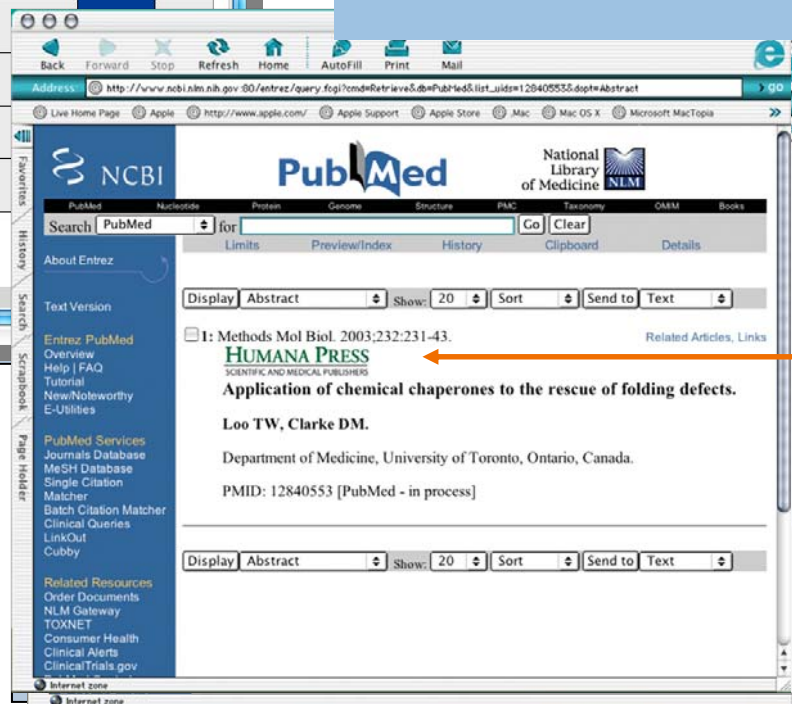 Back Forward Stop Refresh Home AutoFill Print Mail
Address: http://www.ncbi.nlm.nih.gov:80/entrez/query.fcgi?cmd=Retrieve&db=PubMed&list_uids=12840553&dopt=Abstract go
Live Home Page Apple http://www.apple.com/ Apple Support Apple Store .Mac Mac OS X Microsoft MacTopia
Favorites
History
Search
Scrapbook
Page Holder
NCBI
PubMed
National
Library
of Medicine NLM
PubMed Nucleotide Protein Genome Structure PMC Taxonomy OMIM Books
Search PubMed for Go Clear
Limits Preview/Index History Clipboard Details
About Entrez
Text Version
Entrez PubMed
Overview
Help | FAQ
Tutorial
New/Noteworthy
E-Utilities
PubMed Services
Journals Database
MeSH Database
Single Citation
Matcher
Batch Citation Matcher
Clinical Queries
LinkOut
Cubby
Related Resources
Order Documents
NLM Gateway
TOXNET
Consumer Health
Clinical Alerts
ClinicalTrials.gov
Display Abstract Show: 20 Sort Send to Text
1: Methods Mol Biol. 2003;232:231-43. Related Articles, Links
HUMANA PRESS
SCIENTIFIC AND MEDICAL PUBLISHERS
Application of chemical chaperones to the rescue of folding defects.
Loo TW, Clarke DM.
Department of Medicine, University of Toronto, Ontario, Canada.
PMID: 12840553 [PubMed - in process]
Display Abstract Show: 20 Sort Send to Text
Internet zone
Internet zone